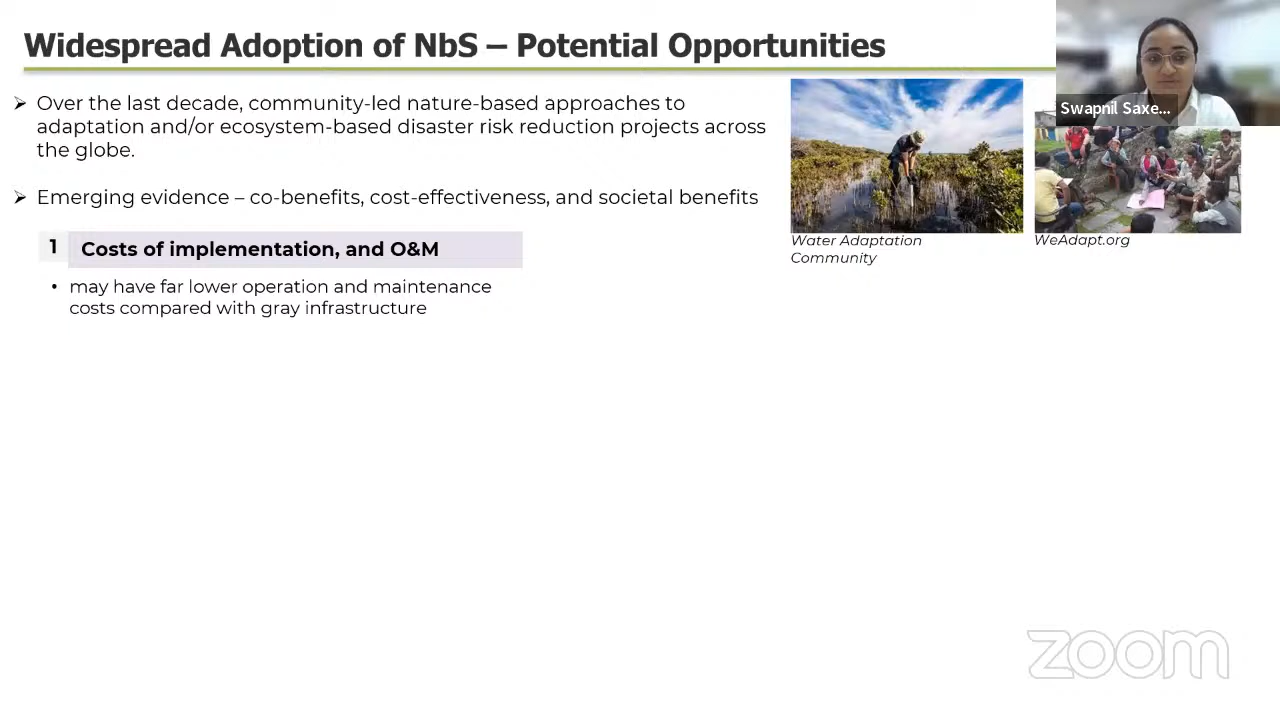 Widespread Adoption of NbS – Potential Opportunities
Swapnil Saxe...
➢ Over the last decade, community-led nature-based approaches to
adaptation and/or ecosystem-based disaster risk reduction projects across
the globe.
➢ Emerging evidence – co-benefits, cost-effectiveness, and societal benefits
Water Adaptation
Community
WeAdapt.org
1 Costs of implementation, and O&M
• may have far lower operation and maintenance
costs compared with gray infrastructure
zoom